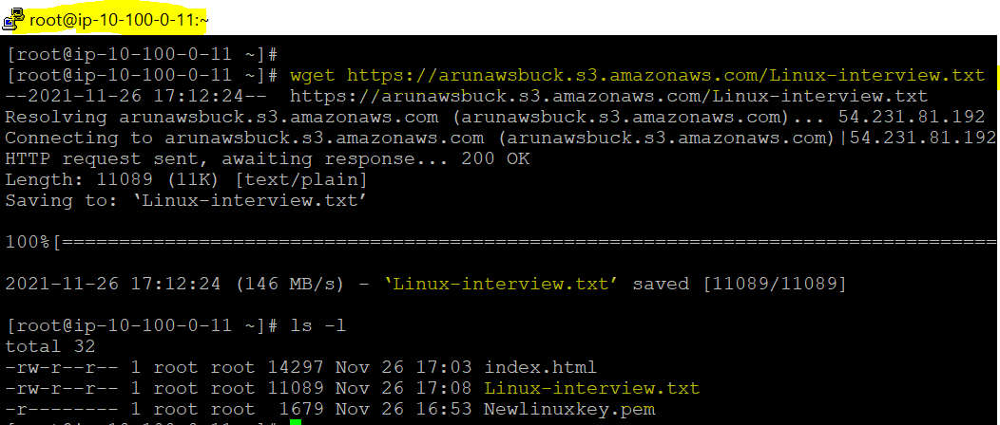 root@ip-10-100-0-11:~
[root@ip-10-100-0-11 ~]#
[root@ip-10-100-0-11 ~]# wget https://arunawsbuck.s3.amazonaws.com/Linux-interview.txt
--2021-11-26 17:12:24--  https://arunawsbuck.s3.amazonaws.com/Linux-interview.txt
Resolving arunawsbuck.s3.amazonaws.com (arunawsbuck.s3.amazonaws.com)... 54.231.81.192
Connecting to arunawsbuck.s3.amazonaws.com (arunawsbuck.s3.amazonaws.com)|54.231.81.192
HTTP request sent, awaiting response... 200 OK
Length: 11089 (11K) [text/plain]
Saving to: ‘Linux-interview.txt’
100%[===================================================================================
2021-11-26 17:12:24 (146 MB/s) - ‘Linux-interview.txt’ saved [11089/11089]
[root@ip-10-100-0-11 ~]# ls -l
total 32
-rw-r--r-- 1 root root 14297 Nov 26 17:03 index.html
-rw-r--r-- 1 root root 11089 Nov 26 17:08 Linux-interview.txt
-r-------- 1 root root  1679 Nov 26 16:53 Newlinuxkey.pem
[root@ip-10-100-0-11 ~]#